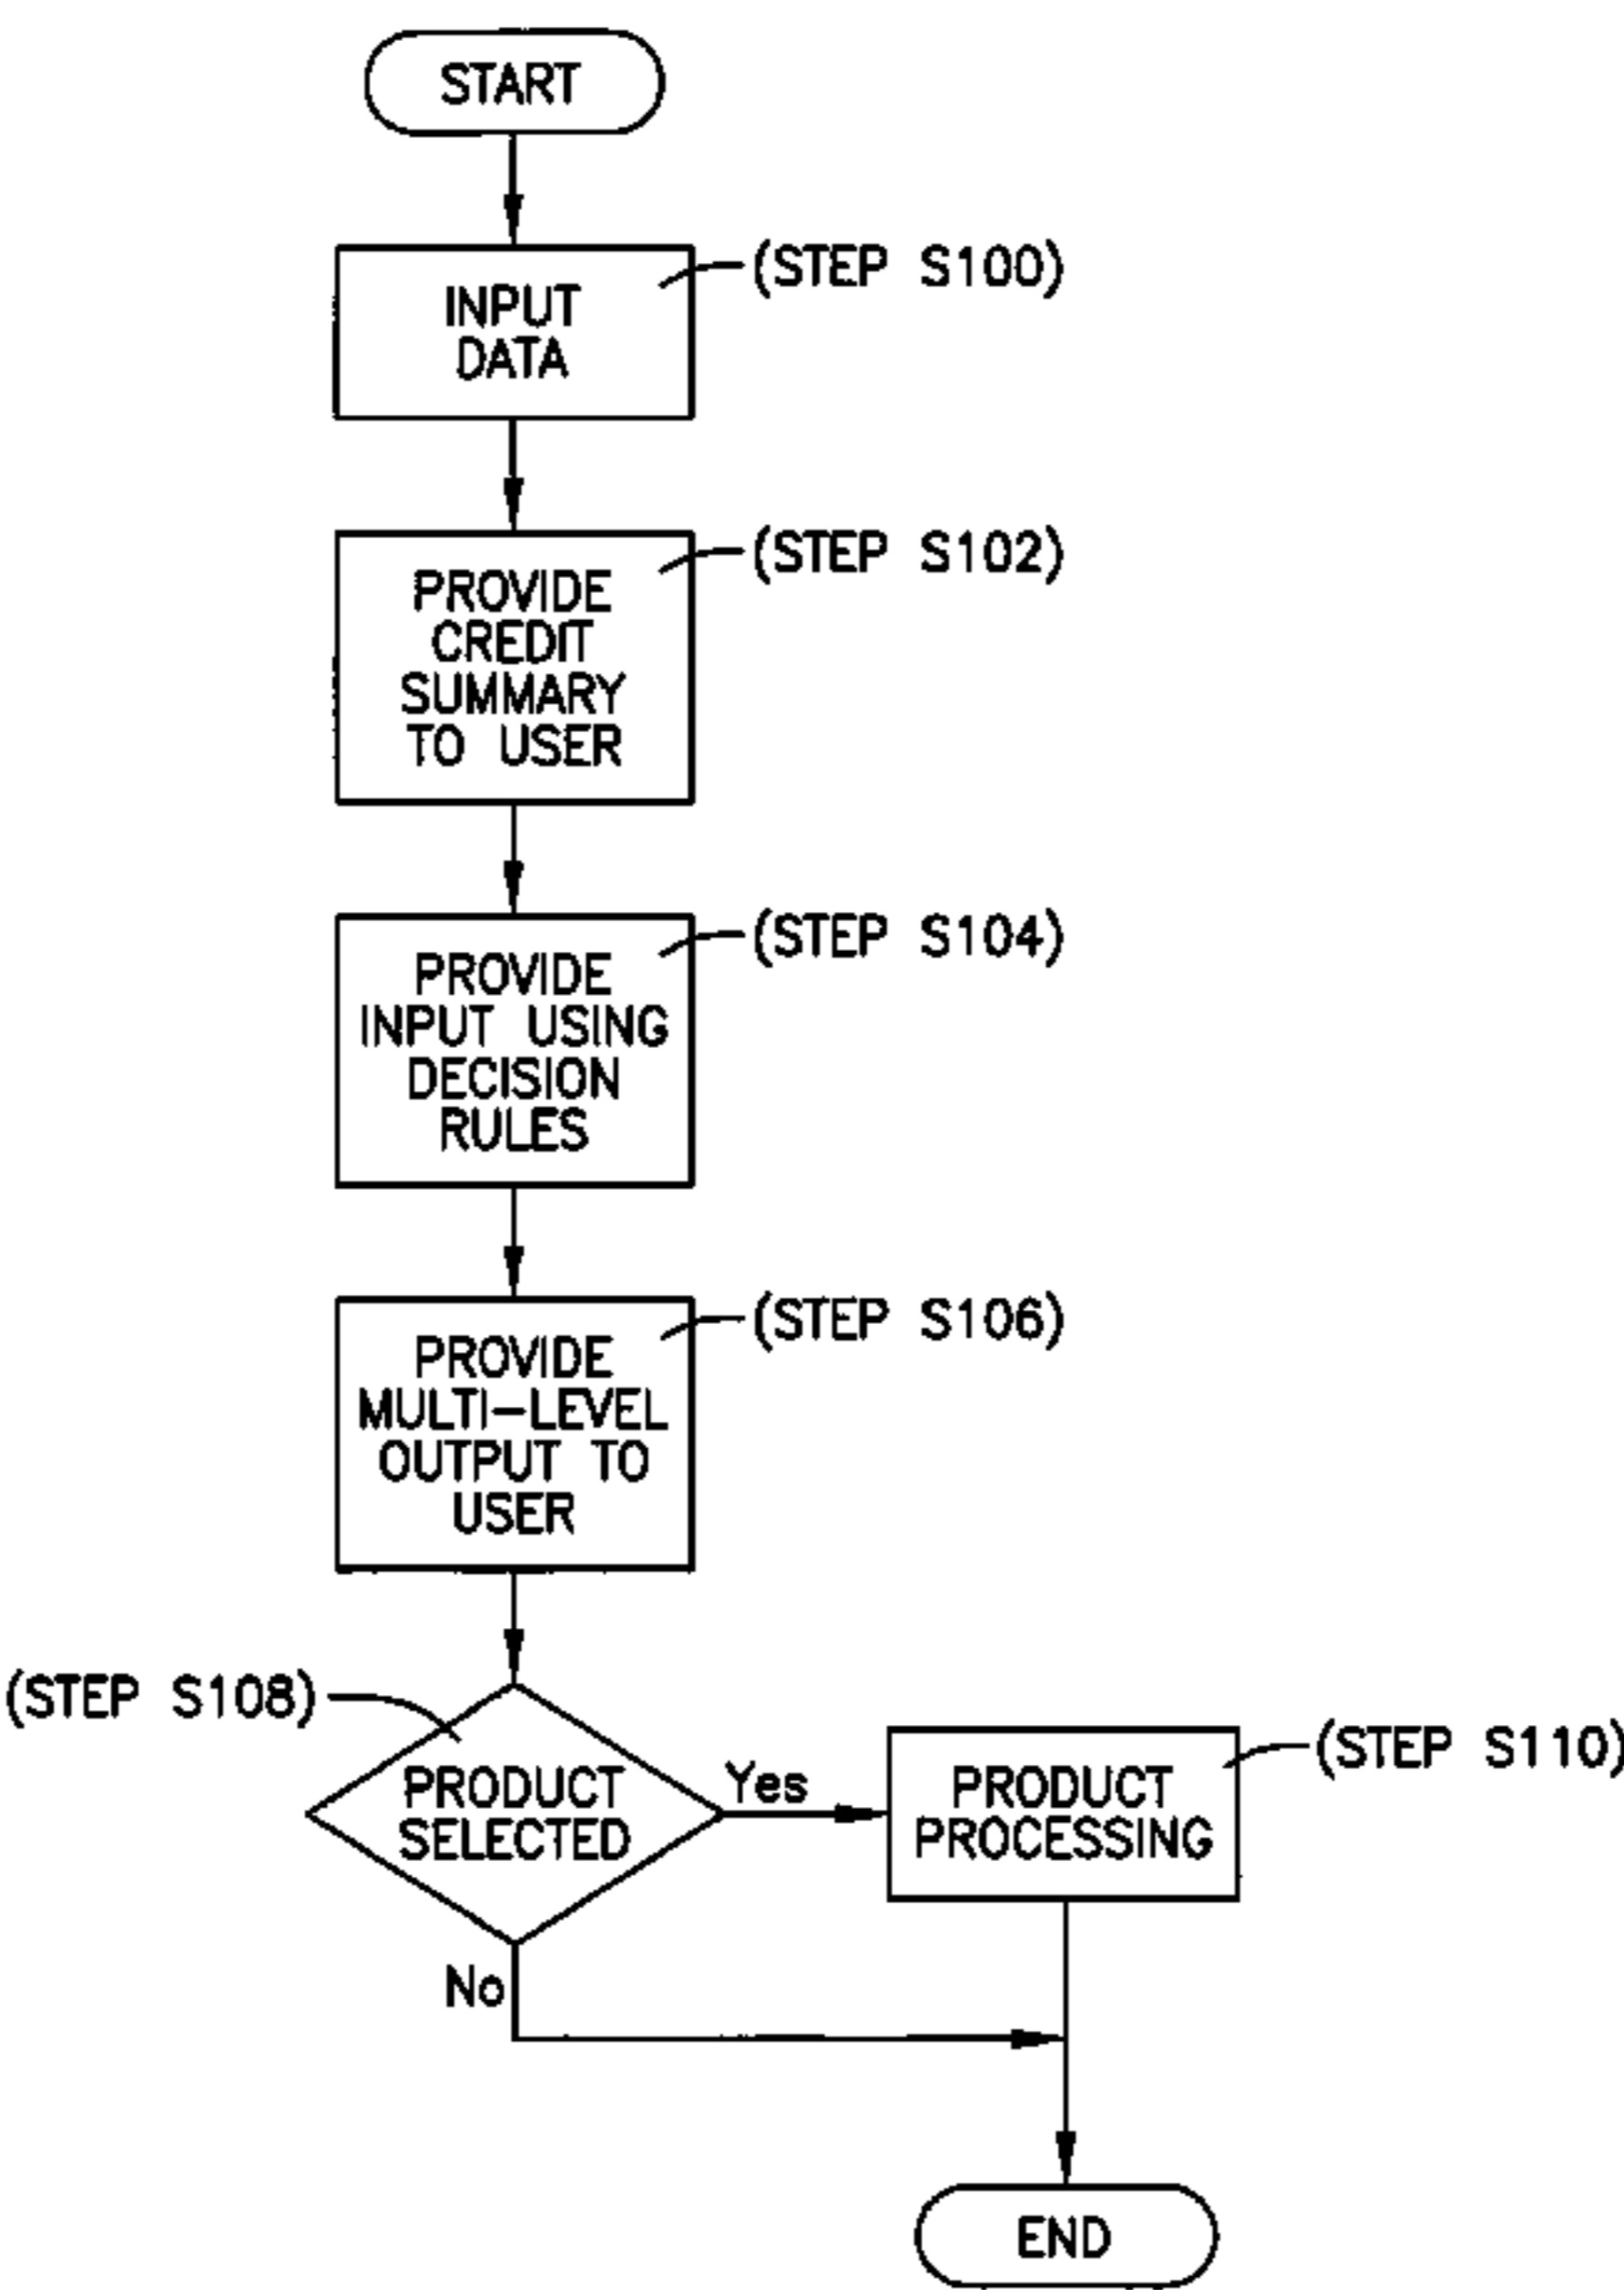 START
(STEP S100)
INPUT
DATA
(STEP S102)
PROVIDE
CREDIT
SUMMARY
TO USER
(STEP S104)
PROVIDE
INPUT USING
DECISION
RULES
(STEP S106)
PROVIDE
MULTI-LEVEL
OUTPUT TO
USER
(STEP S108)
PRODUCT
SELECTED
Yes
(STEP S110)
PRODUCT
PROCESSING
No
END